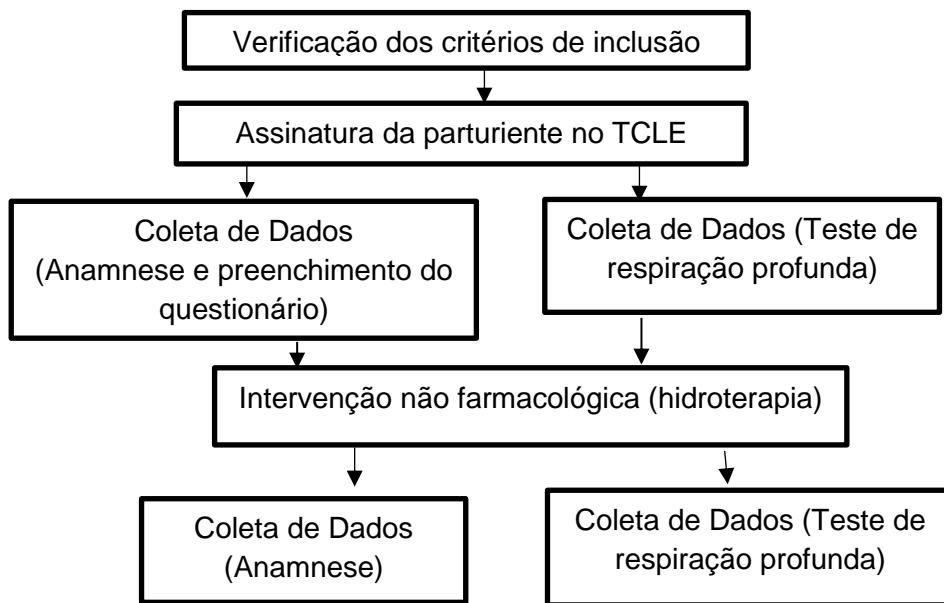 Verificação dos critérios de inclusão
Assinatura da parturiente no TCLE
Coleta de Dados
(Anamnese e preenchimento do
questionário)
Coleta de Dados (Teste de
respiração profunda)
Intervenção não farmacológica (hidroterapia)
Coleta de Dados
(Anamnese)
Coleta de Dados (Teste de
respiração profunda)